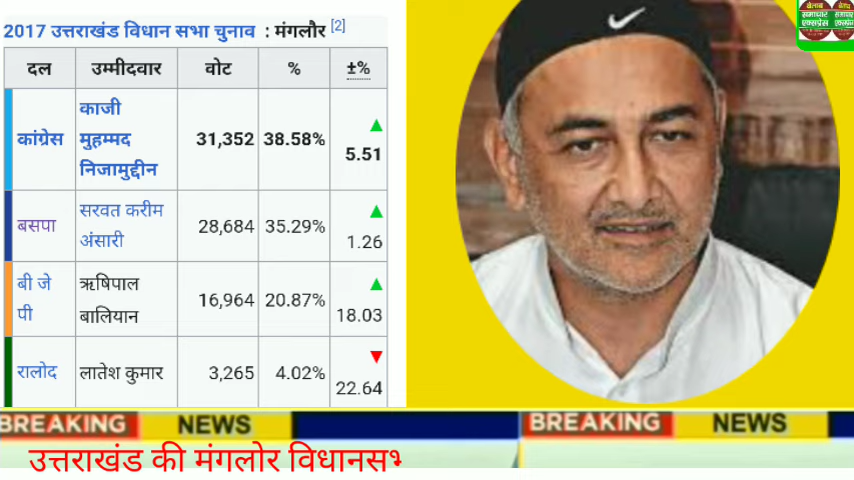 2017 उत्तराखंड विधान सभा चुनाव : मंगलौर [2]
दल उम्मीदवार वोट % ±%
कांग्रेस काजी मुहम्मद निजामुद्दीन 31,352 38.58% ▲ 5.51
बसपा सरवत करीम अंसारी 28,684 35.29% ▲ 1.26
बी जे पी ऋषिपाल बालियान 16,964 20.87% ▲ 18.03
रालोद लातेश कुमार 3,265 4.02% ▼ 22.64
BREAKING NEWS BREAKING NEWS
उत्तराखंड की मंगलोर